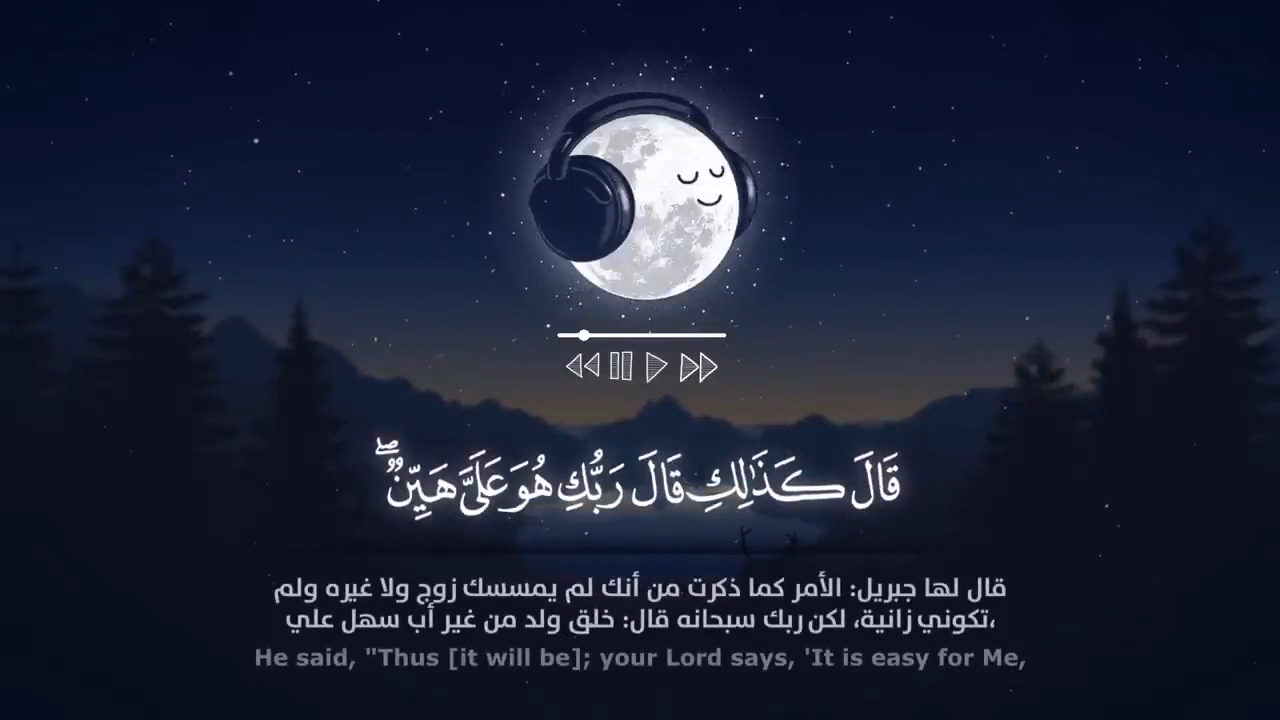 قَالَ كَذَٰلِكِ قَالَ رَبُّكِ هُوَ عَلَيَّ هَيِّنٌۖ
قال لها جبريل: الأمر كما ذكرت من أنك لم يمسسك زوج ولا غيره ولم
تكوني زانية، لكن ربك سبحانه قال: خلق ولد من غير أب سهل علي،
He said, "Thus [it will be]; your Lord says, 'It is easy for Me,